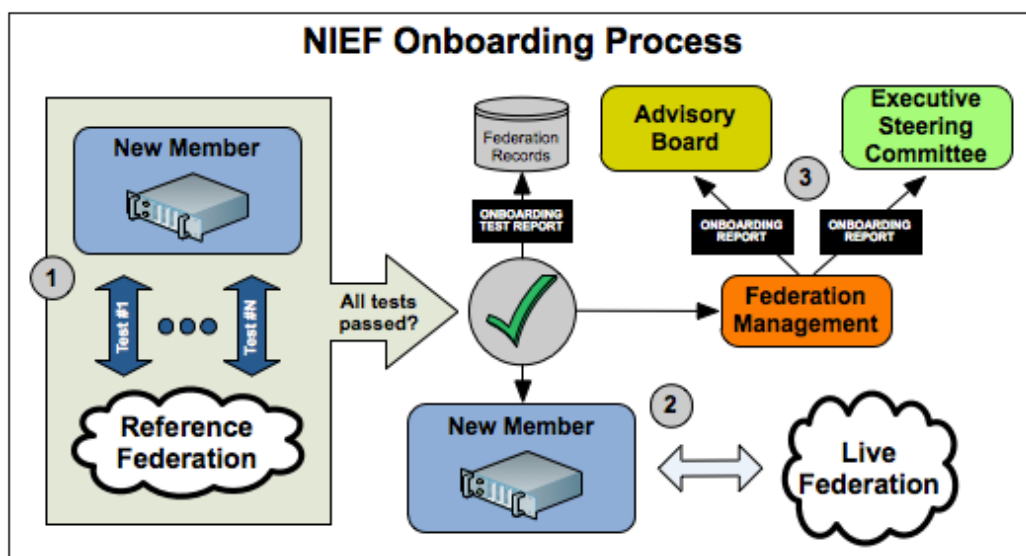 NIEF Onboarding Process
New Member
1
Test #1
Test #N
Reference
Federation
All tests
passed?
Federation
Records
ONBOARDING
TEST REPORT
Advisory
Board
Executive
Steering
Committee
3
ONBOARDING
REPORT
ONBOARDING
REPORT
Federation
Management
New Member
2
Live
Federation